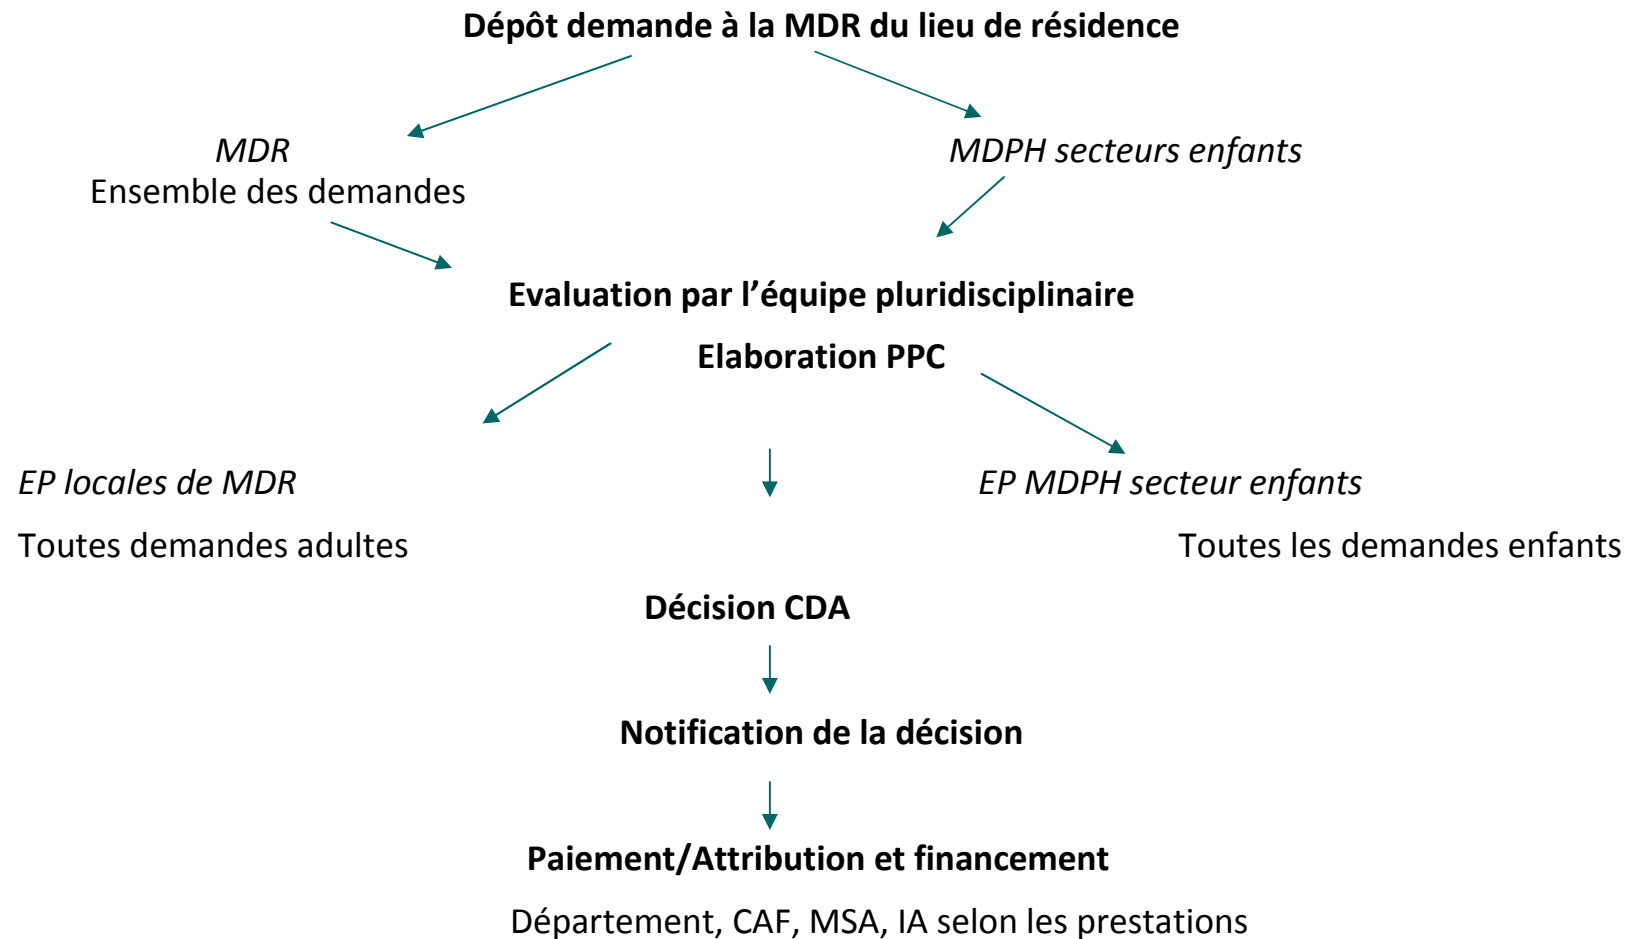 Dépôt demande à la MDR du lieu de résidence
MDR
MDPH secteurs enfants
Ensemble des demandes
Evaluation par l’équipe pluridisciplinaire
Elaboration PPC
EP locales de MDR
EP MDPH secteur enfants
Toutes demandes adultes
Toutes les demandes enfants
Décision CDA
Notification de la décision
Paiement/Attribution et financement
Département, CAF, MSA, IA selon les prestations